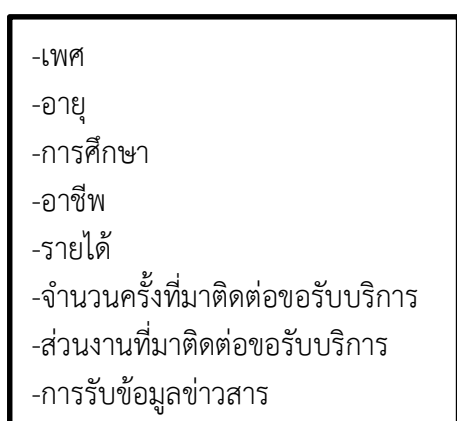 -เพศ
-อายุ
-การศึกษา
-อาชีพ
-รายได้
-จำนวนครั้งที่มาติดต่อขอรับบริการ
-ส่วนงานที่มาติดต่อขอรับบริการ
-การรับข้อมูลข่าวสาร